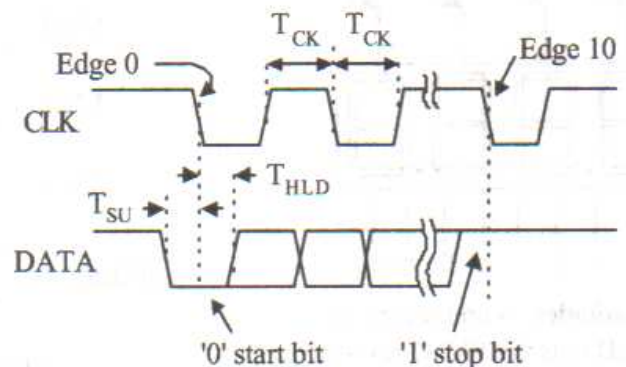 T_CK T_CK
Edge 0
Edge 10
CLK
T_SU
T_HLD
DATA
'0' start bit
'1' stop bit